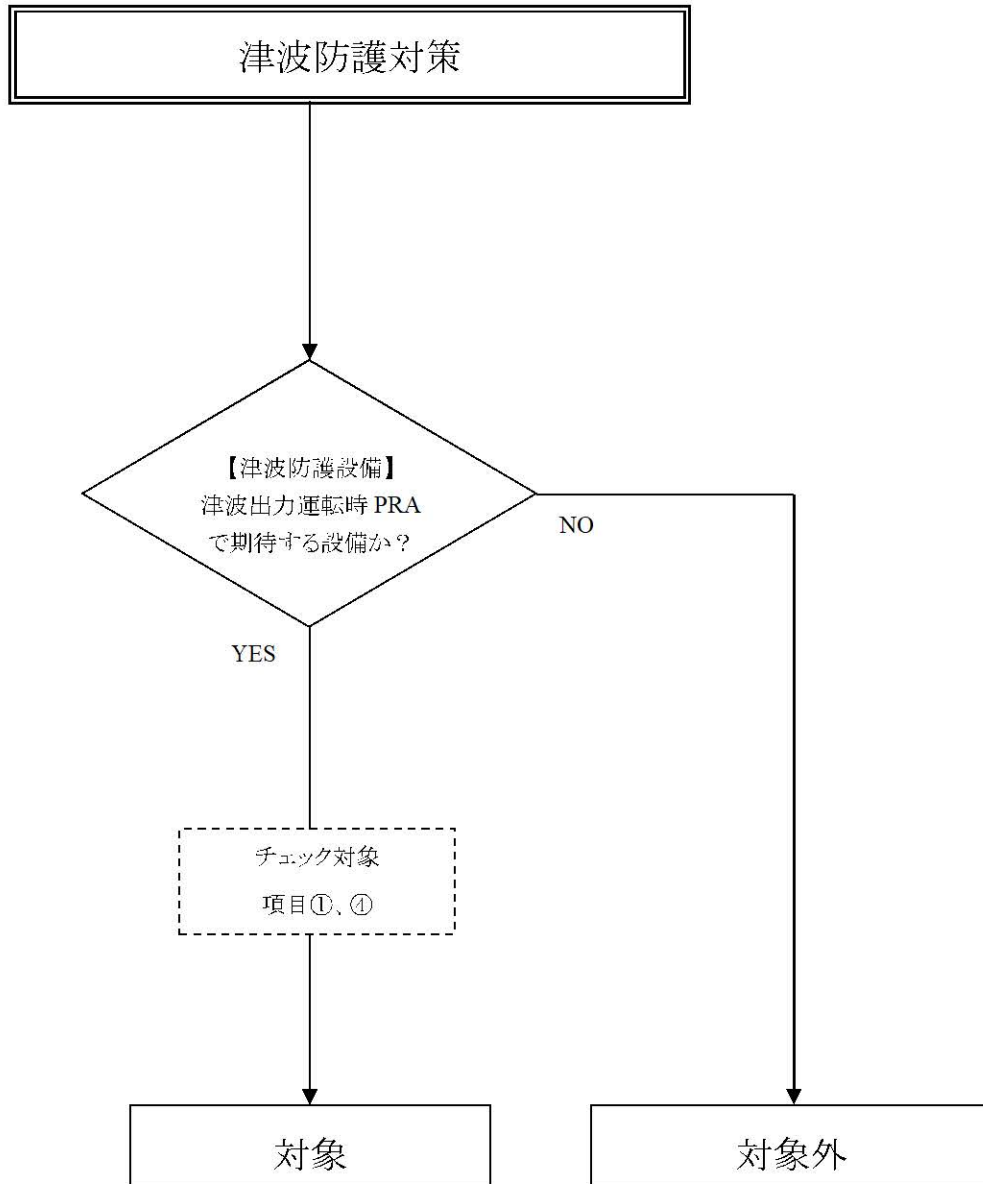 津波防護対策
【津波防護設備】
津波出力運転時 PRA
で期待する設備か？
NO
YES
チェック対象
項目①、④
対象
対象外